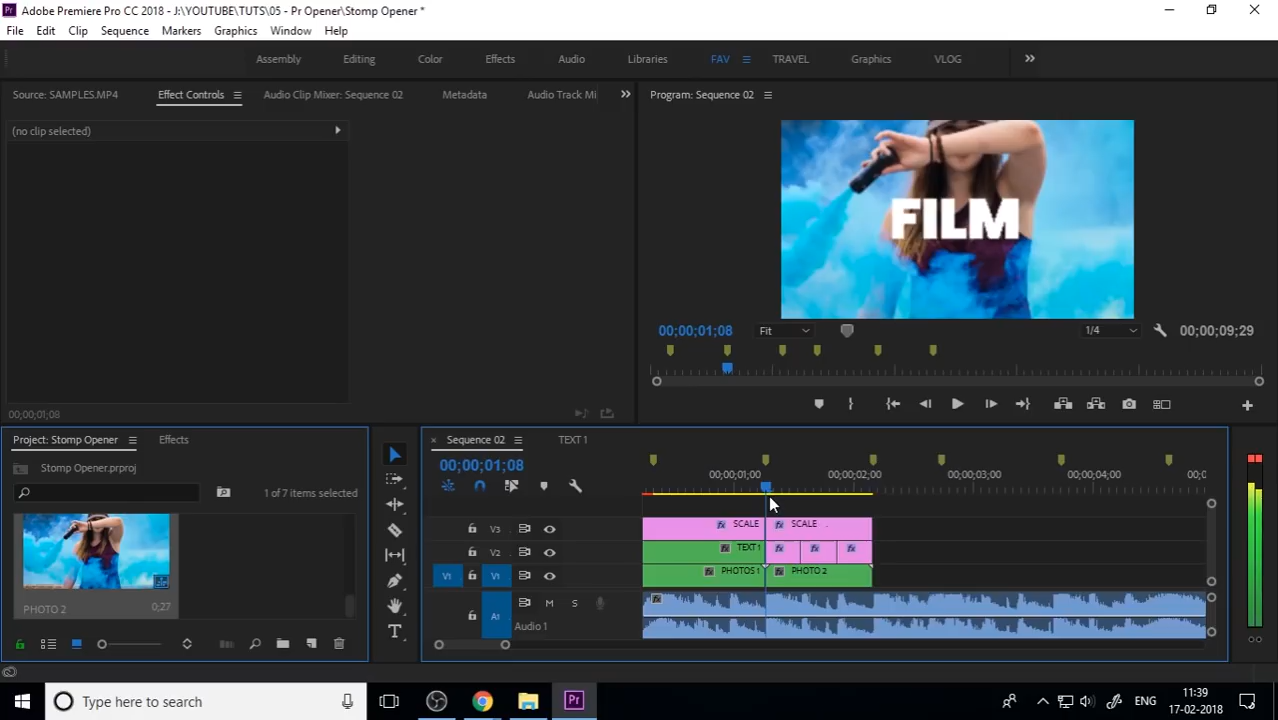 Pr Adobe Premiere Pro CC 2018 - J:\YOUTUBE\TUTS\05 - Pr Opener\Stomp Opener *
File Edit Clip Sequence Markers Graphics Window Help
Assembly Editing Color Effects Audio Libraries FAV TRAVEL Graphics VLOG
Source: SAMPLES.MP4 Effect Controls Audio Clip Mixer: Sequence 02 Metadata Audio Track Mi
Program: Sequence 02
(no clip selected)
FILM
00;00;01;08 Fit 1/4 00;00;09;29
00;00;01;08
Project: Stomp Opener Effects
Sequence 02 TEXT 1
Stomp Opener.prproj
00;00;01;08
00;00;01;00 00;00;02;00 00;00;03;00 00;00;04;00 00;0
1 of 7 items selected
V3 SCALE SCALE
V2 TEXT1
V1 V1 PHOTOS 1 PHOTO 2
PHOTO 2 0;27
A1 M S
Audio 1
Type here to search
Pr
ENG
11:39
17-02-2018